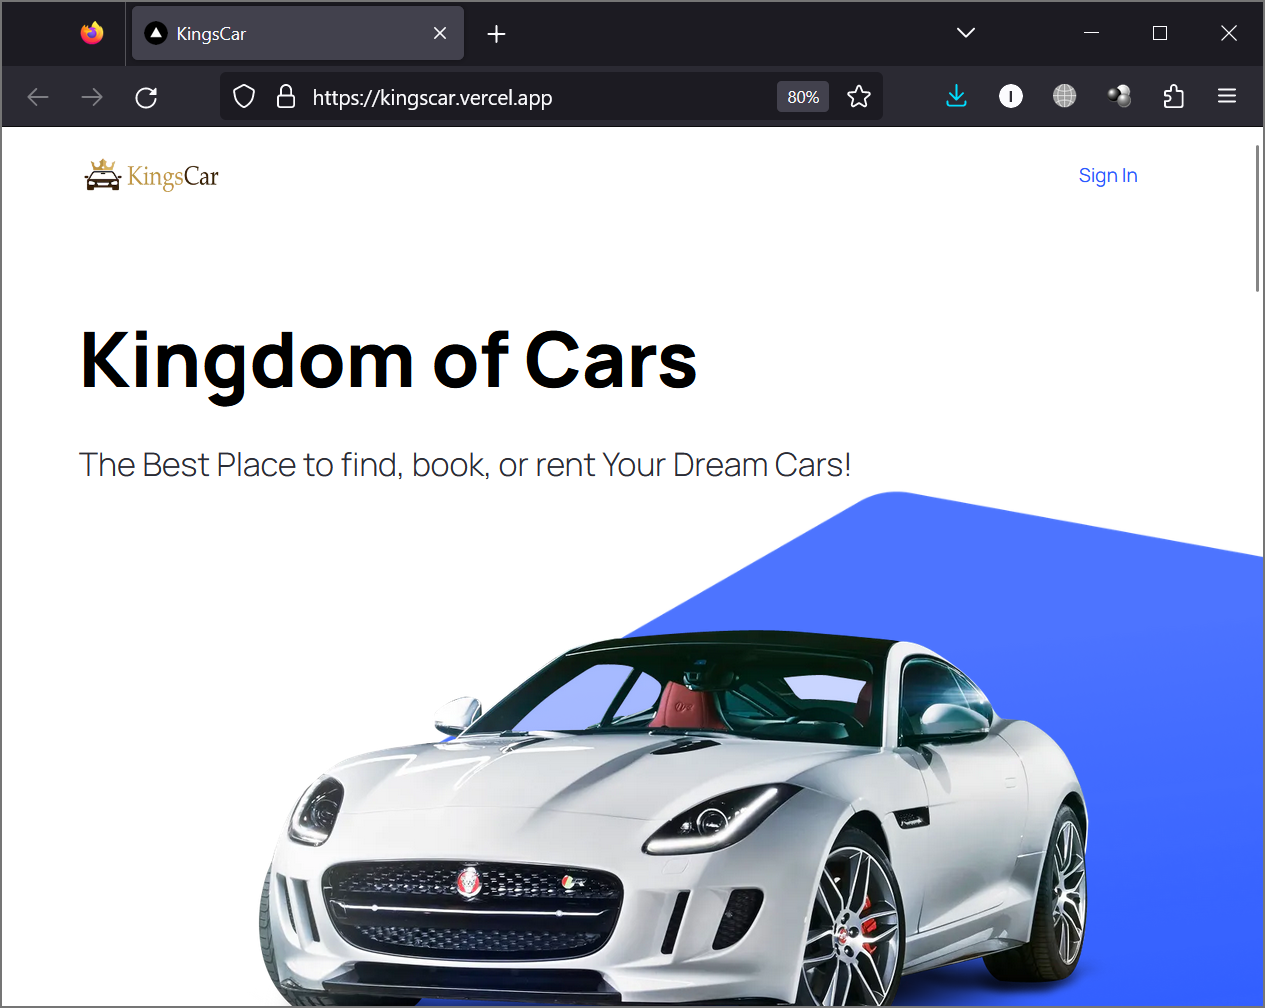 KingsCar
https://kingscar.vercel.app
80%
KingsCar
Sign In
Kingdom of Cars
The Best Place to find, book, or rent Your Dream Cars!